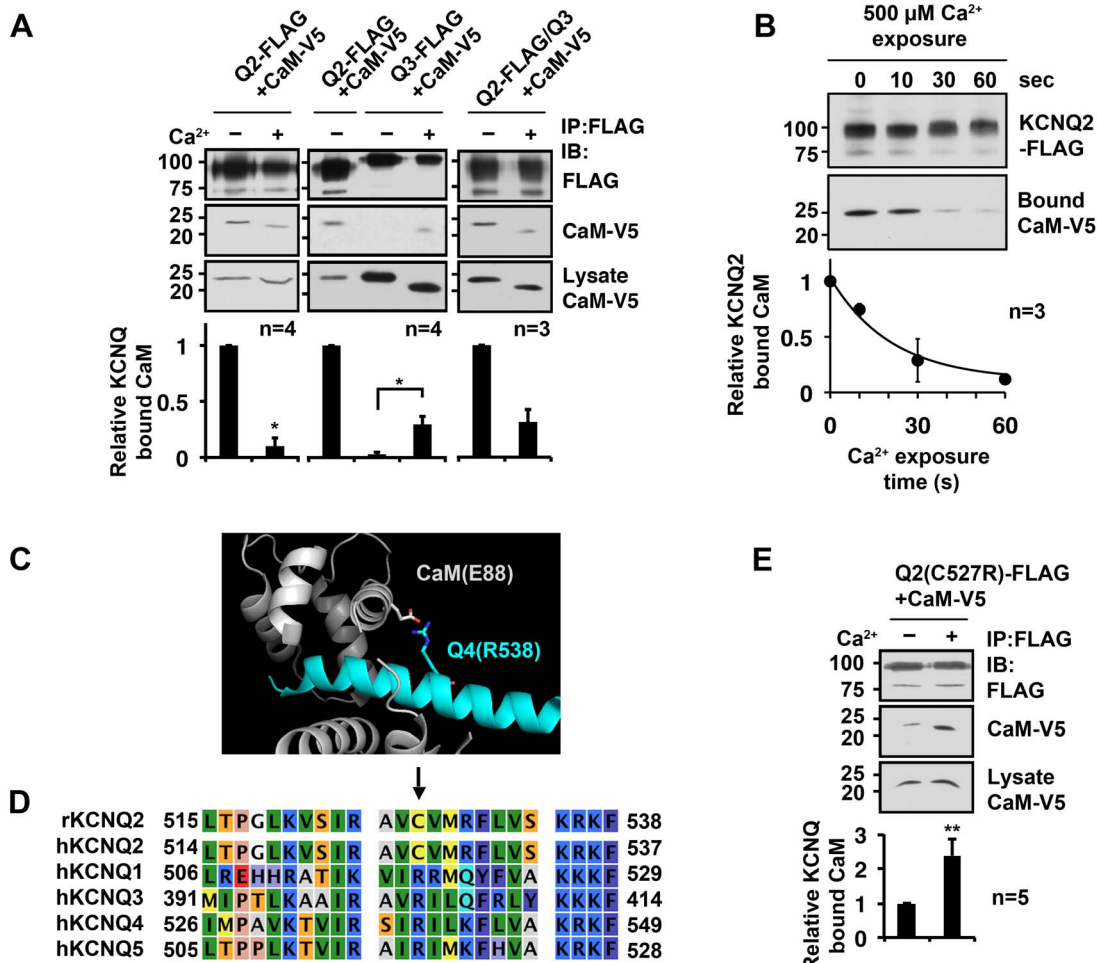 A
Q2-FLAG
+CaM-V5
Q2-FLAG
+CaM-V5
Q3-FLAG
+CaM-V5
Q2-FLAG/Q3
+CaM-V5
Ca²⁺ – + – – + – + IP:FLAG
IB:
FLAG
100
75
25
20
CaM-V5
25
20
Lysate
CaM-V5
n=4 n=4 n=3
Relative KCNQ
bound CaM
1
0.5
0
*
*
B
500 µM Ca²⁺
exposure
0 10 30 60 sec
100
75
KCNQ2
-FLAG
25
20
Bound
CaM-V5
Relative KCNQ2
bound CaM
1
0.5
0
n=3
0 30 60
Ca²⁺ exposure
time (s)
C
CaM(E88)
Q4(R538)
D
rKCNQ2 515 LTPGLKVSIR AVCVMRFLVS KRKF 538
hKCNQ2 514 LTPGLKVSIR AVCVMRFLVS KRKF 537
hKCNQ1 506 LREHHRATIK VIRRMQYFVA KKKF 529
hKCNQ3 391 MIPTLKAAIR AVRILQFRLY KKKF 414
hKCNQ4 526 IMPAVKTVIR SIRILKFLVA KRKF 549
hKCNQ5 505 LTPPLKTVIR AIRIMKFHVA KRKF 528
E
Q2(C527R)-FLAG
+CaM-V5
Ca²⁺ – + IP:FLAG
100
75
IB:
FLAG
25
20
CaM-V5
25
20
Lysate
CaM-V5
Relative KCNQ
bound CaM
3
2
1
0
**
n=5